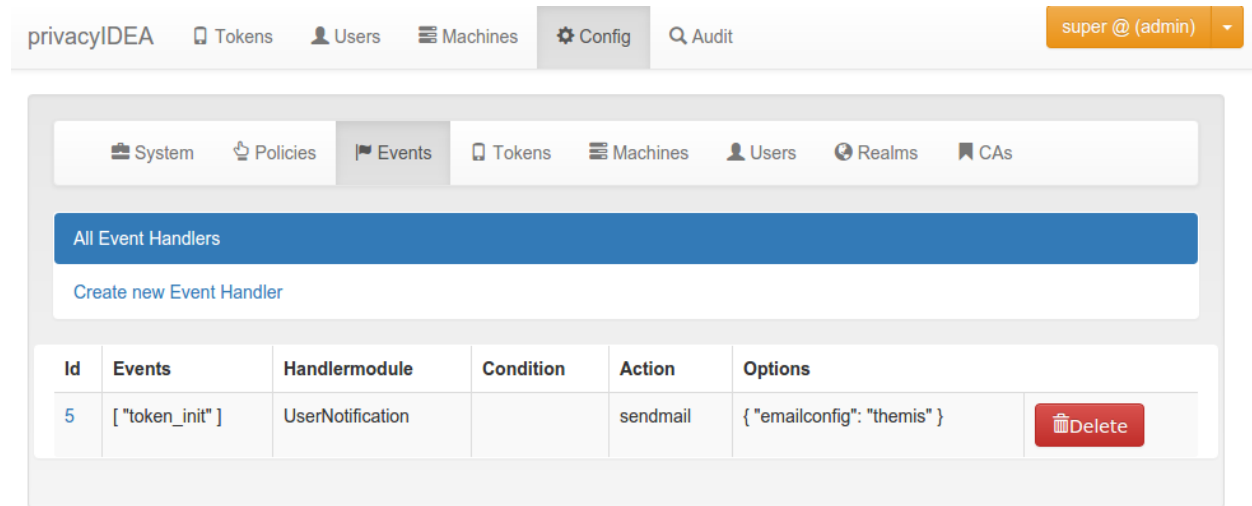 privacyIDEA Tokens Users Machines Config Audit super @ (admin)
System Policies Events Tokens Machines Users Realms CAs
All Event Handlers
Create new Event Handler
Id Events Handlermodule Condition Action Options
5 [ "token_init" ] UserNotification sendmail { "emailconfig": "themis" } Delete